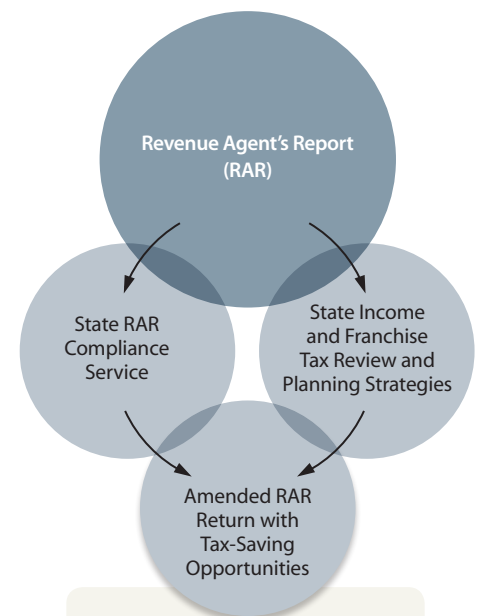 Revenue Agent's Report
(RAR)
State RAR
Compliance
Service
State Income
and Franchise
Tax Review and
Planning Strategies
Amended RAR
Return with
Tax-Saving
Opportunities